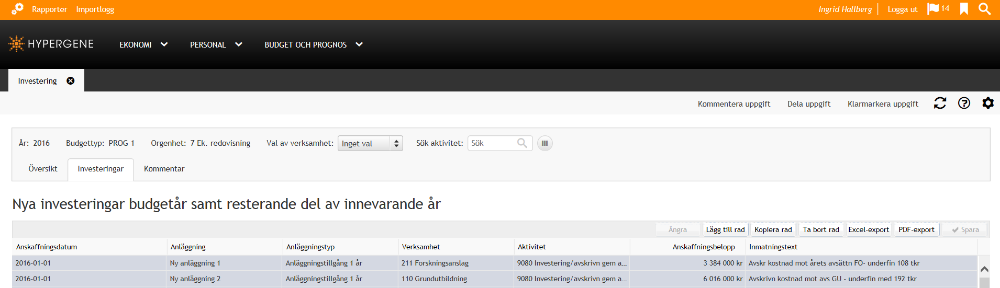 Rapporter Importlogg Ingrid Hallberg Logga ut 14
HYPERGENE EKONOMI PERSONAL BUDGET OCH PROGNOS
Investering
Kommentera uppgift Dela uppgift Klarmarkera uppgift
År: 2016 Budgettyp: PROG 1 Orgenhet: 7 Ek. redovisning Val av verksamhet: Inget val Sök aktivitet: Sök
Översikt Investeringar Kommentar
Nya investeringar budgetår samt resterande del av innevarande år
Ångra Lägg till rad Kopiera rad Ta bort rad Excel-export PDF-export Spara
Anskaffningsdatum Anläggning Anläggningstyp Verksamhet Aktivitet Anskaffningsbelopp Inmatningstext
2016-01-01 Ny anläggning 1 Anläggningstillgång 1 år 211 Forskningsanslag 9080 Investering/avskrivn gem a... 3 384 000 kr Avskr kostnad mot årets avsättn FO- underfin 108 tkr
2016-01-01 Ny anläggning 2 Anläggningstillgång 1 år 110 Grundutbildning 9080 Investering/avskrivn gem a... 6 016 000 kr Avskrivn kostnad mot avs GU - underfin med 192 tkr